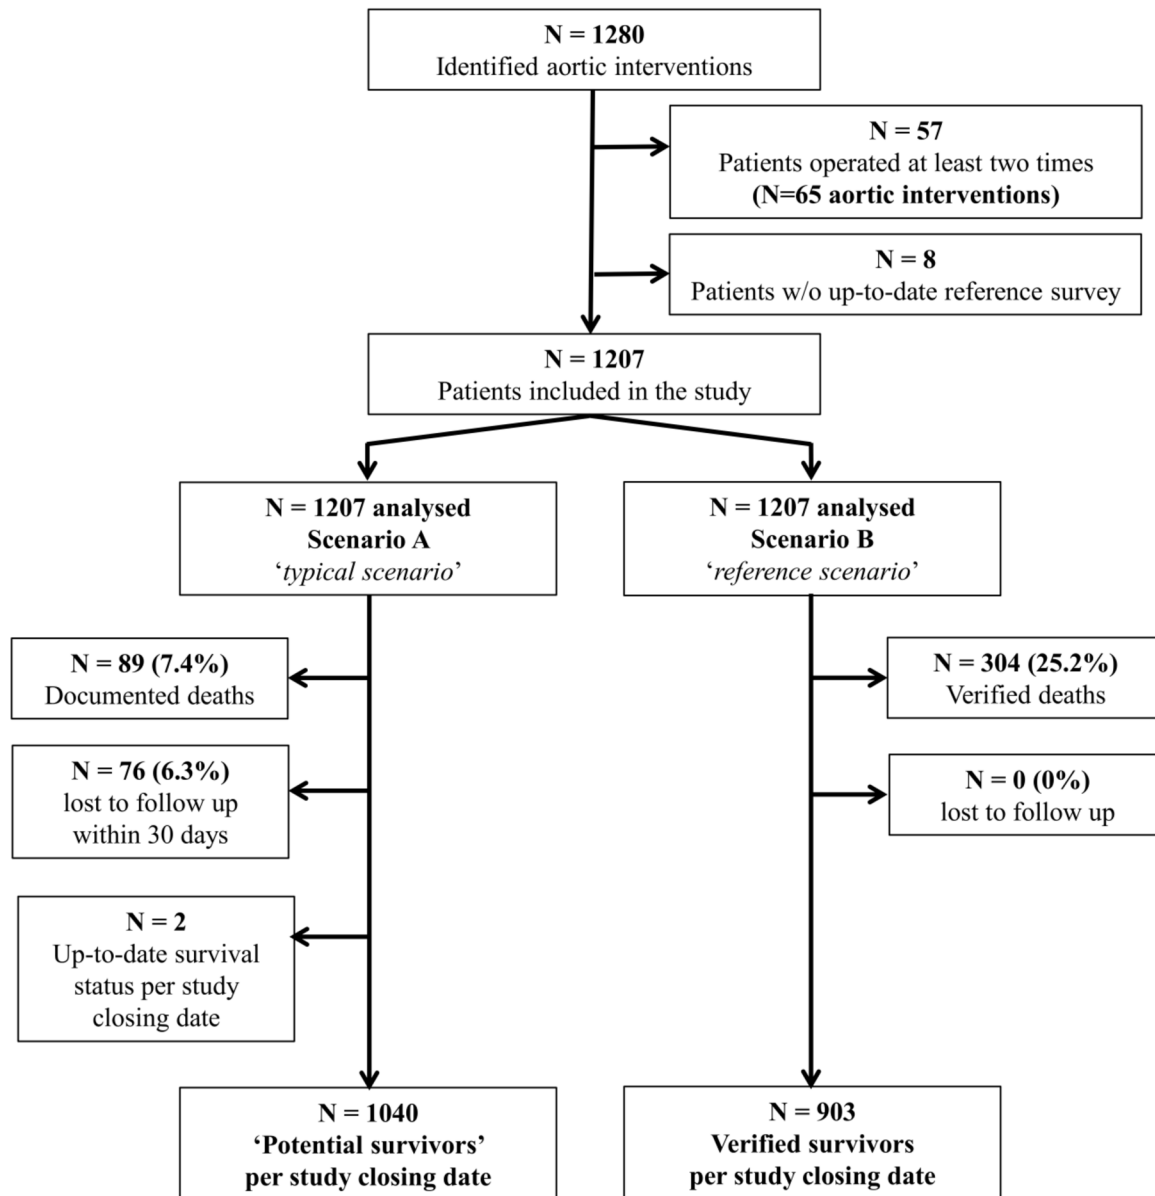 N = 1280
Identified aortic interventions
N = 57
Patients operated at least two times
(N=65 aortic interventions)
N = 8
Patients w/o up-to-date reference survey
N = 1207
Patients included in the study
N = 1207 analysed
Scenario A
‘typical scenario’
N = 1207 analysed
Scenario B
‘reference scenario’
N = 89 (7.4%)
Documented deaths
N = 304 (25.2%)
Verified deaths
N = 76 (6.3%)
lost to follow up
within 30 days
N = 0 (0%)
lost to follow up
N = 2
Up-to-date survival
status per study
closing date
N = 1040
‘Potential survivors’
per study closing date
N = 903
Verified survivors
per study closing date